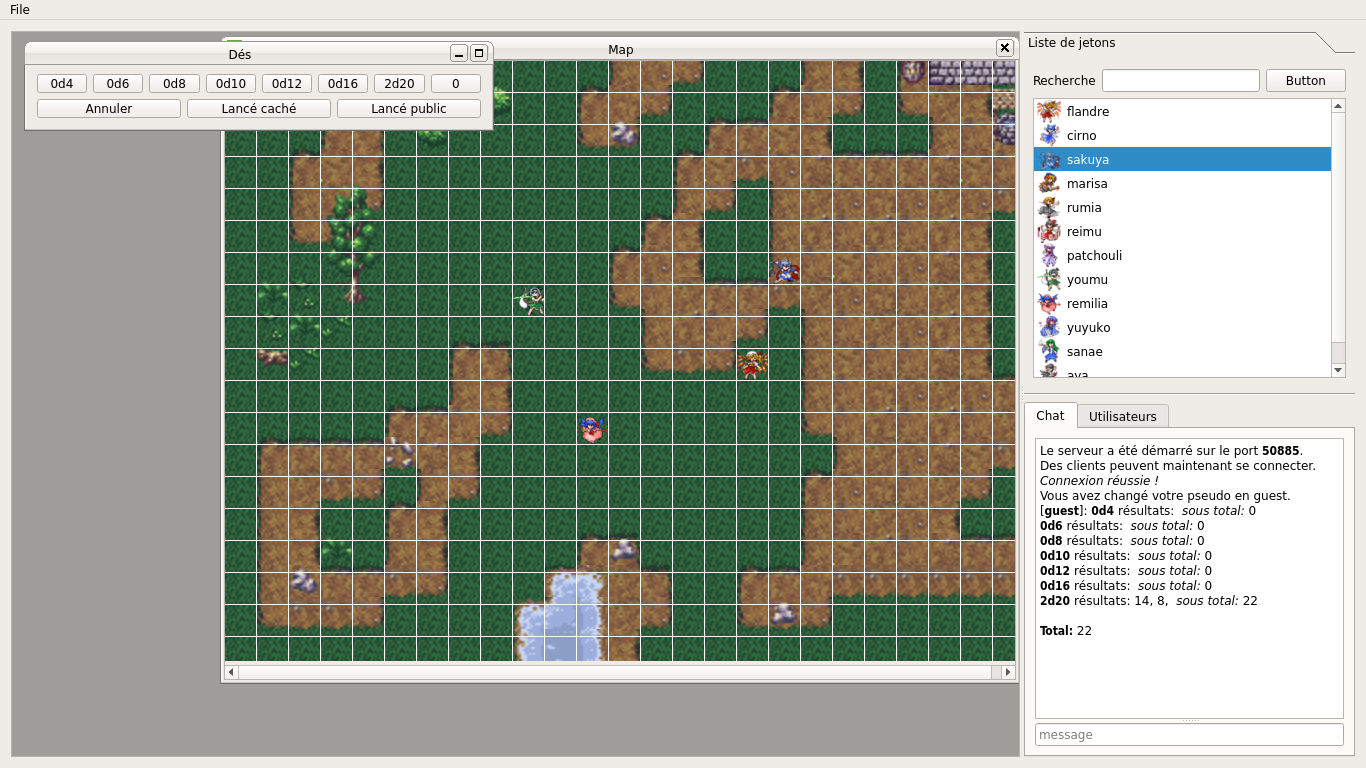 File
Dés
0d4 0d6 0d8 0d10 0d12 0d16 2d20 0
Annuler Lancé caché Lancé public
Map
Liste de jetons
Recherche Button
flandre
cirno
sakuya
marisa
rumia
reimu
patchouli
youmu
remilia
yuyuko
sanae
aya
Chat Utilisateurs
Le serveur a été démarré sur le port 50885.
Des clients peuvent maintenant se connecter.
Connexion réussie !
Vous avez changé votre pseudo en guest.
[guest]: 0d4 résultats: sous total: 0
0d6 résultats: sous total: 0
0d8 résultats: sous total: 0
0d10 résultats: sous total: 0
0d12 résultats: sous total: 0
0d16 résultats: sous total: 0
2d20 résultats: 14, 8, sous total: 22
Total: 22
message